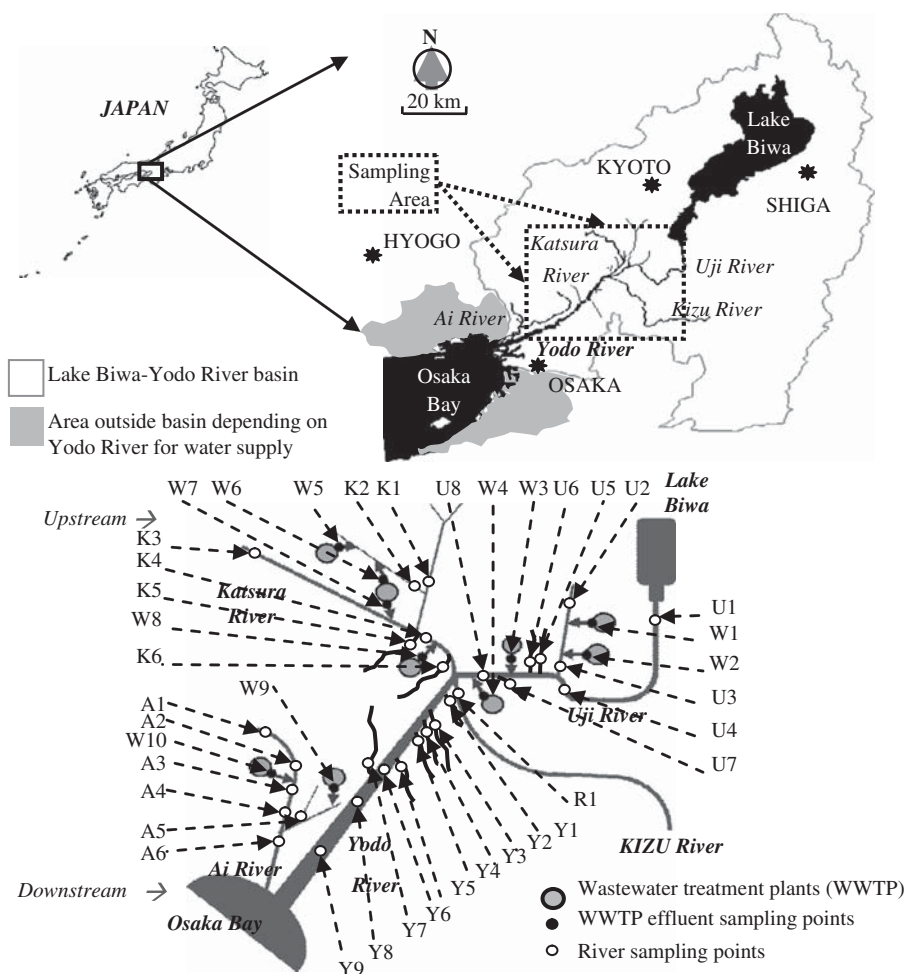 N
20 km
JAPAN
Lake
Biwa
Sampling
Area
KYOTO
SHIGA
HYOGO
Katsura
River
Uji River
Kizu River
Ai River
Yodo River
Osaka
Bay
OSAKA
Lake Biwa-Yodo River basin
Area outside basin depending on
Yodo River for water supply
W7 W6 W5 K2 K1 U8 W4 W3 U6 U5 U2
Lake
Biwa
Upstream
K3
K4
Katsura
River
K5
W8
K6
U1
W1
W2
U3
U4
U7
Uji River
W9
A1
A2
W10
A3
A4
A5
A6
R1
Y1
Y2
Y3
Y4
Y5
Y6
Y7
Y8
Y9
KIZU River
Yodo
River
Ai River
Downstream
Osaka Bay
Wastewater treatment plants (WWTP)
WWTP effluent sampling points
River sampling points